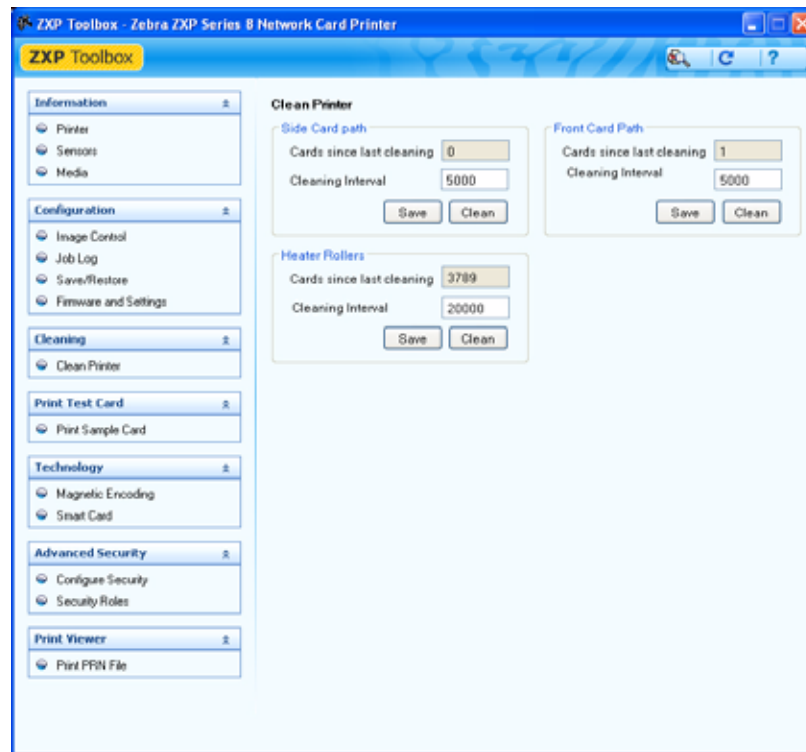 ZXP Toolbox - Zebra ZXP Series 8 Network Card Printer
ZXP Toolbox
?
Information
Printer
Sensors
Media
Configuration
Image Control
Job Log
Save/Restore
Firmware and Settings
Cleaning
Clean Printer
Print Test Card
Print Sample Card
Technology
Magnetic Encoding
Smart Card
Advanced Security
Configure Security
Security Roles
Print Viewer
Print PRN File
Clean Printer
Side Card path
Cards since last cleaning 0
Cleaning Interval 5000
Save Clean
Front Card Path
Cards since last cleaning 1
Cleaning Interval 5000
Save Clean
Heater Rollers
Cards since last cleaning 3789
Cleaning Interval 20000
Save Clean